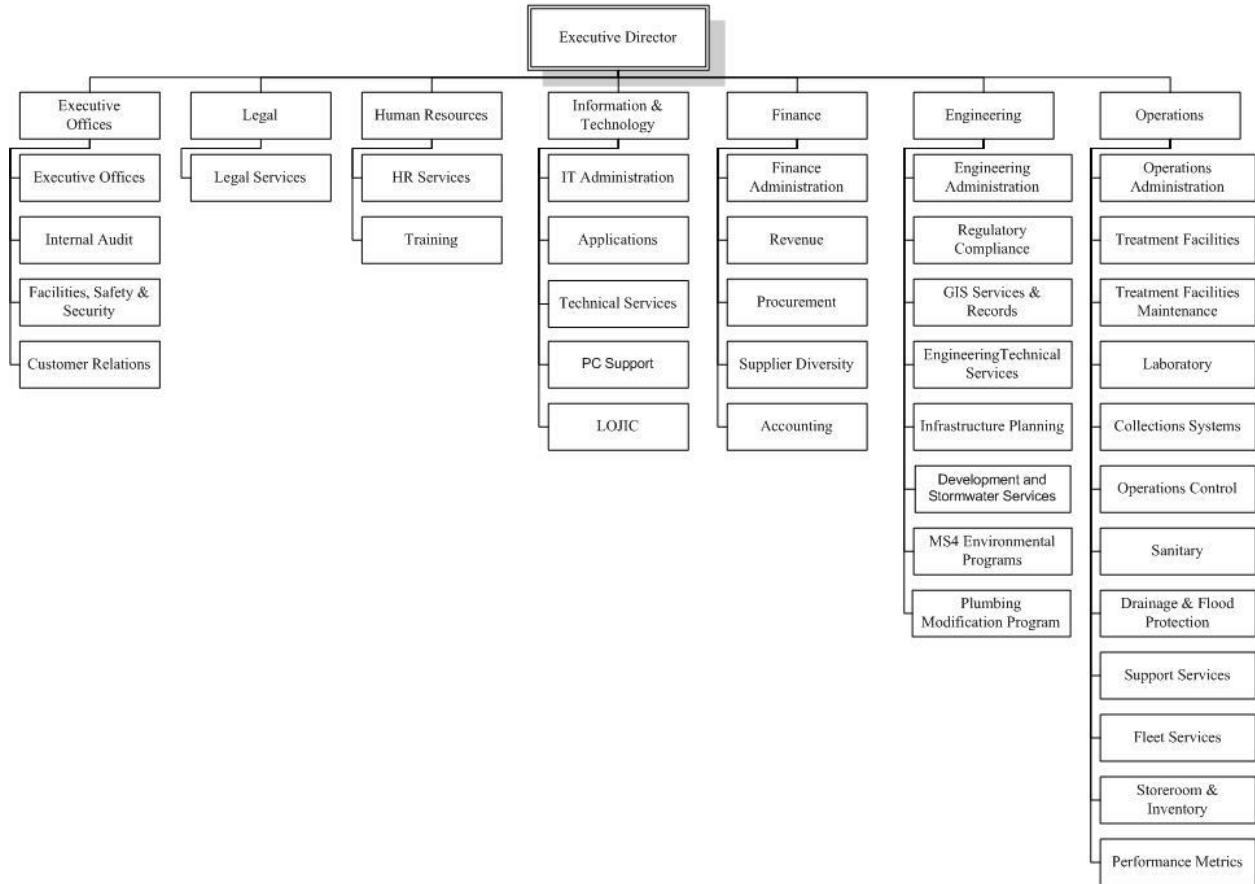 Executive Director
Executive
Offices
Legal
Human Resources
Information &
Technology
Finance
Engineering
Operations
Executive Offices
Internal Audit
Facilities, Safety &
Security
Customer Relations
Legal Services
HR Services
Training
IT Administration
Applications
Technical Services
PC Support
LOJIC
Finance
Administration
Revenue
Procurement
Supplier Diversity
Accounting
Engineering
Administration
Regulatory
Compliance
GIS Services &
Records
EngineeringTechnical
Services
Infrastructure Planning
Development and
Stormwater Services
MS4 Environmental
Programs
Plumbing
Modification Program
Operations
Administration
Treatment Facilities
Treatment Facilities
Maintenance
Laboratory
Collections Systems
Operations Control
Sanitary
Drainage & Flood
Protection
Support Services
Fleet Services
Storeroom &
Inventory
Performance Metrics